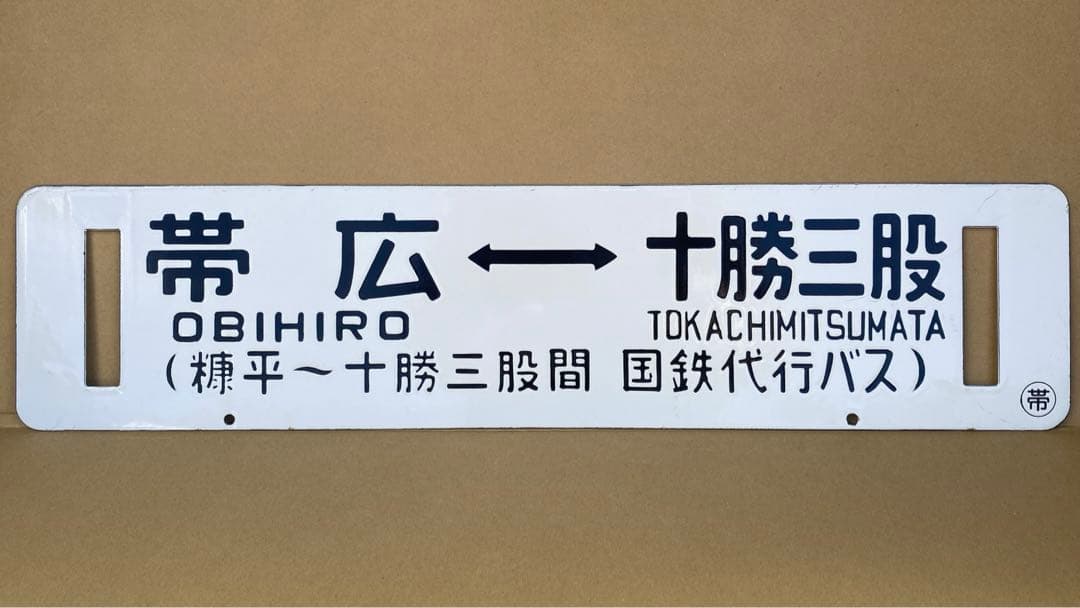 帯広 ↔ 十勝三股
OBIHIRO TOKACHIMITSUMATA
(糠平～十勝三股間 国鉄代行バス)
帯